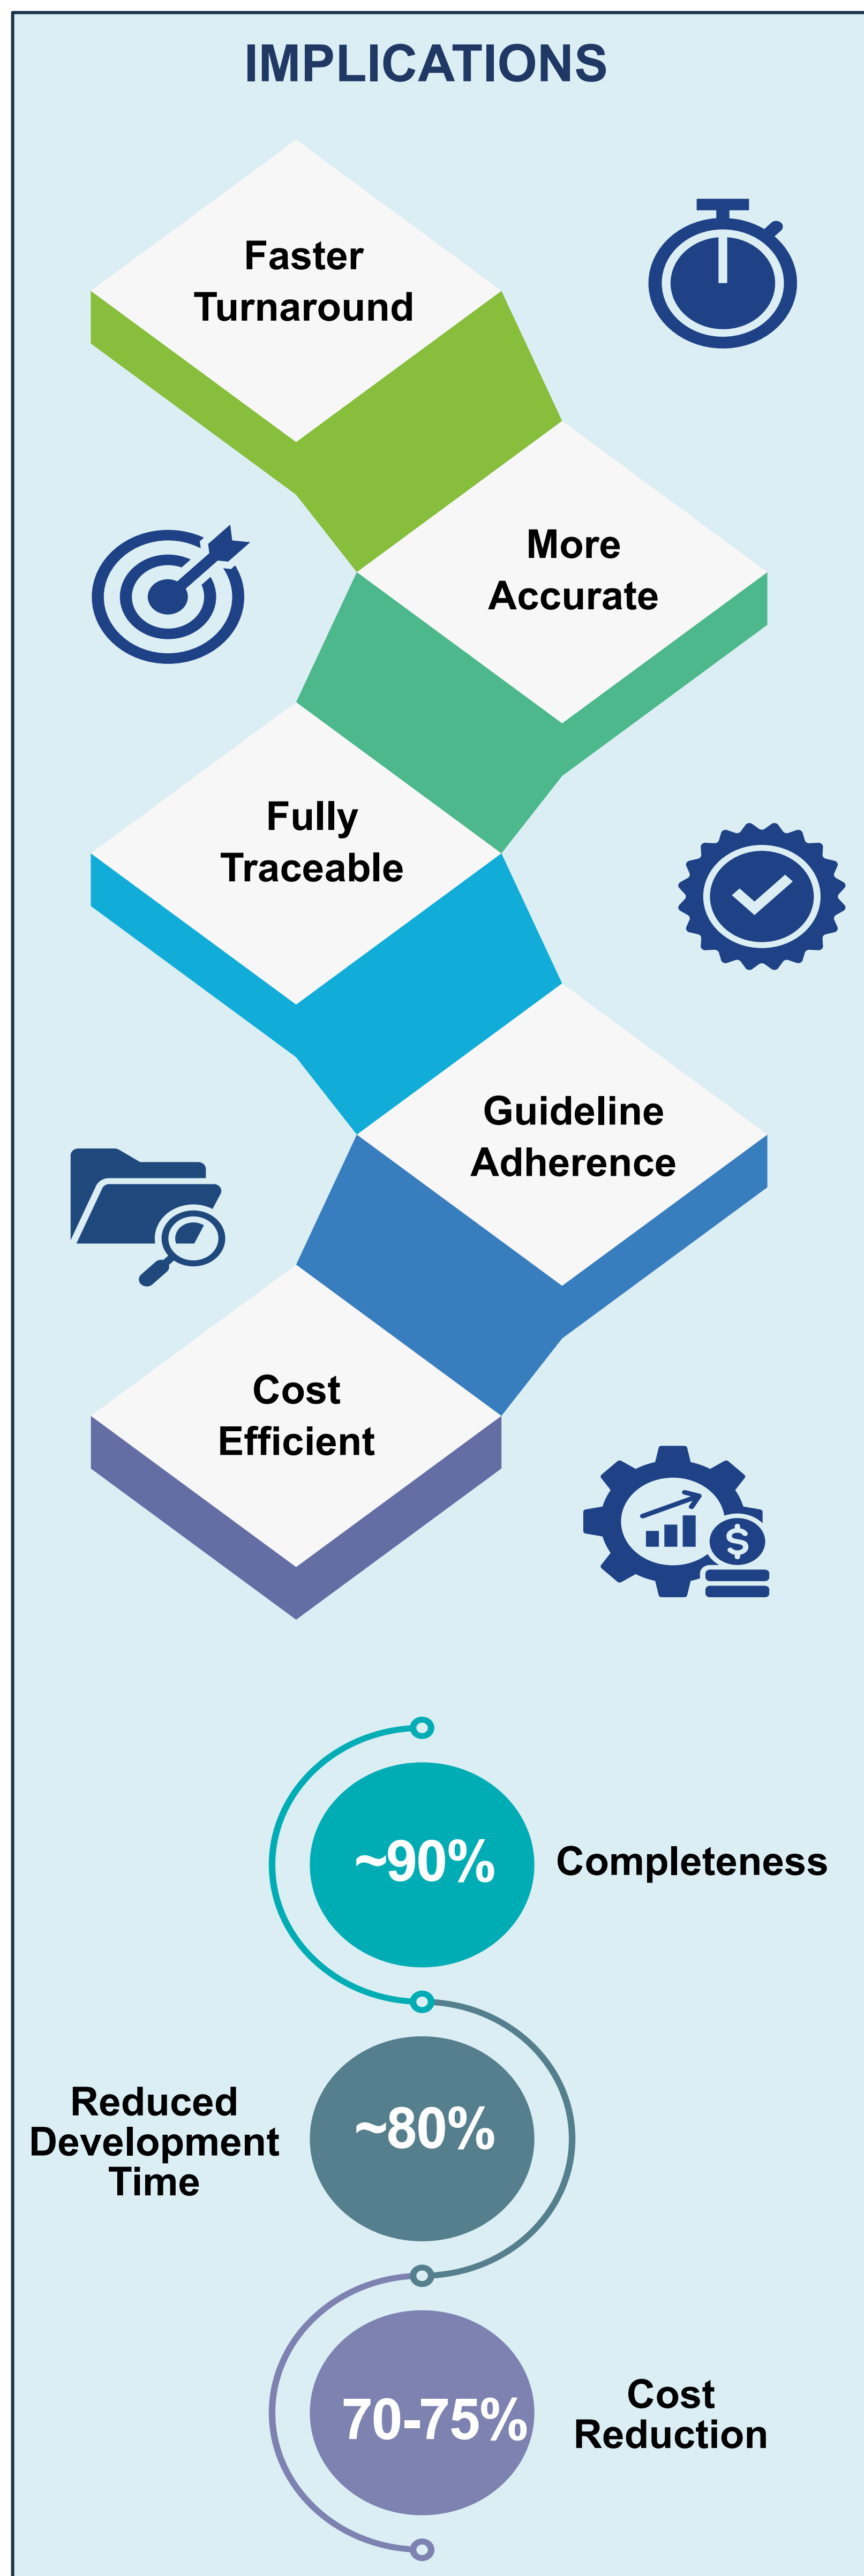 IMPLICATIONS
Faster
Turnaround
More
Accurate
Fully
Traceable
Guideline
Adherence
Cost
Efficient
$
~90%
Completeness
Reduced
Development
Time
~80%
70-75%
Cost
Reduction